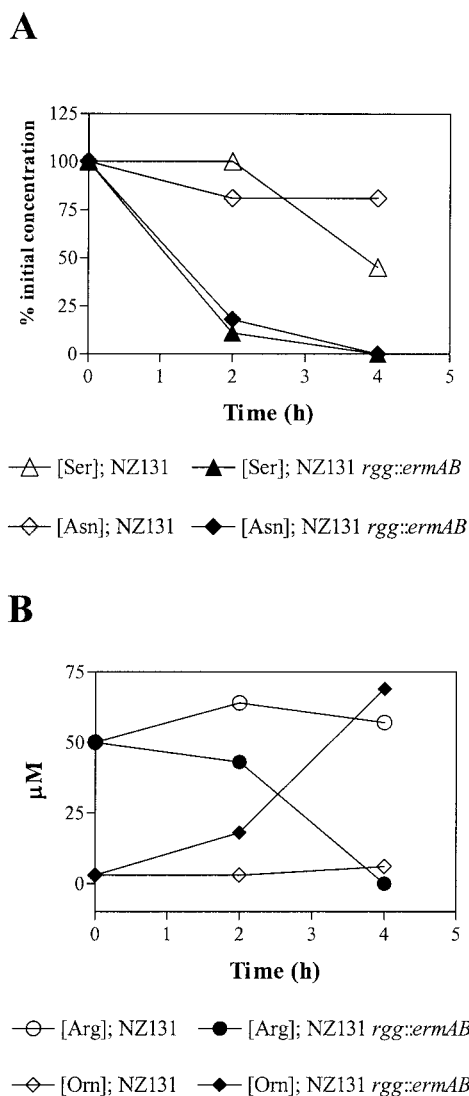 A
125
100
75
50
25
0
% initial concentration
0 1 2 3 4 5
Time (h)
[Ser]; NZ131 [Ser]; NZ131 rgg::ermAB
[Asn]; NZ131 [Asn]; NZ131 rgg::ermAB
B
75
50
25
0
µM
0 1 2 3 4 5
Time (h)
[Arg]; NZ131 [Arg]; NZ131 rgg::ermAB
[Orn]; NZ131 [Orn]; NZ131 rgg::ermAB